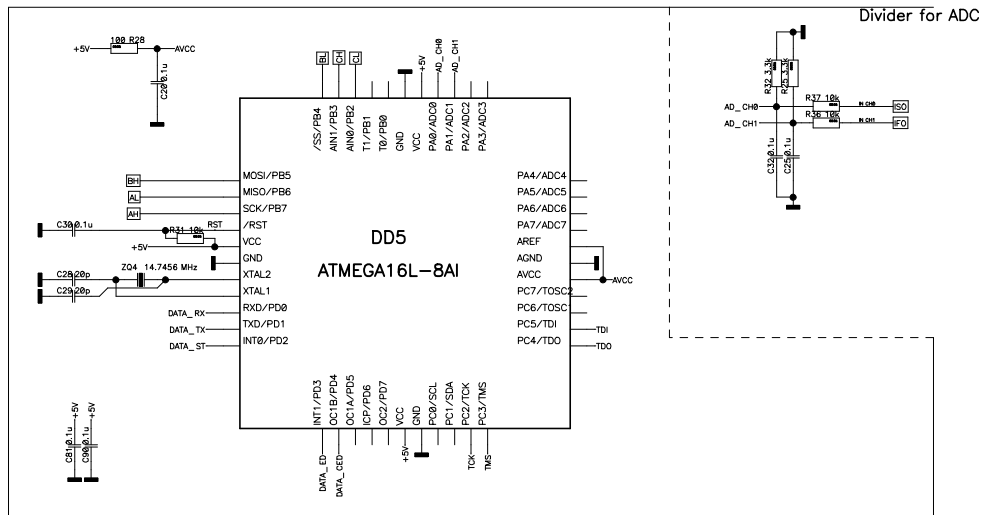 Divider for ADC
100 R28
+5V
AVCC
C20 0.1u
BL
CH
CL
+5V
AD_CH0
AD_CH1
/SS/PB4
AIN1/PB3
AIN0/PB2
T1/PB1
T0/PB0
GND
VCC
PA0/ADC0
PA1/ADC1
PA2/ADC2
PA3/ADC3
BH
AL
AH
MOSI/PB5
MISO/PB6
SCK/PB7
/RST
VCC
GND
XTAL2
XTAL1
RXD/PD0
TXD/PD1
INT0/PD2
C30 0.1u
RST
R31 10k
+5V
C28 20p
ZQ4 14.7456 MHz
C29 20p
DATA_RX
DATA_TX
DATA_ST
DD5
ATMEGA16L-8AI
PA4/ADC4
PA5/ADC5
PA6/ADC6
PA7/ADC7
AREF
AGND
AVCC
PC7/TOSC2
PC6/TOSC1
PC5/TDI
PC4/TDO
AVCC
TDI
TDO
INT1/PD3
OC1B/PD4
OC1A/PD5
ICP/PD6
OC2/PD7
VCC
GND
PC0/SCL
PC1/SDA
PC2/TCK
PC3/TMS
DATA_ED
DATA_CED
+5V
TCK
TMS
C81 0.1u +5V
C90 0.1u +5V
R32 3.3k
R25 3.3k
AD_CH0
R37 10k
IN CH0
ISO
AD_CH1
R36 10k
IN CH1
IFO
C32 0.1u
C25 0.1u